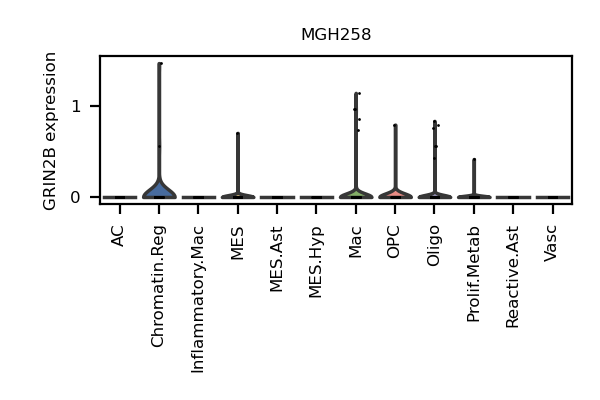 MGH258
GRIN2B expression
1
0
AC
Chromatin.Reg
Inflammatory.Mac
MES
MES.Ast
MES.Hyp
Mac
OPC
Oligo
Prolif.Metab
Reactive.Ast
Vasc